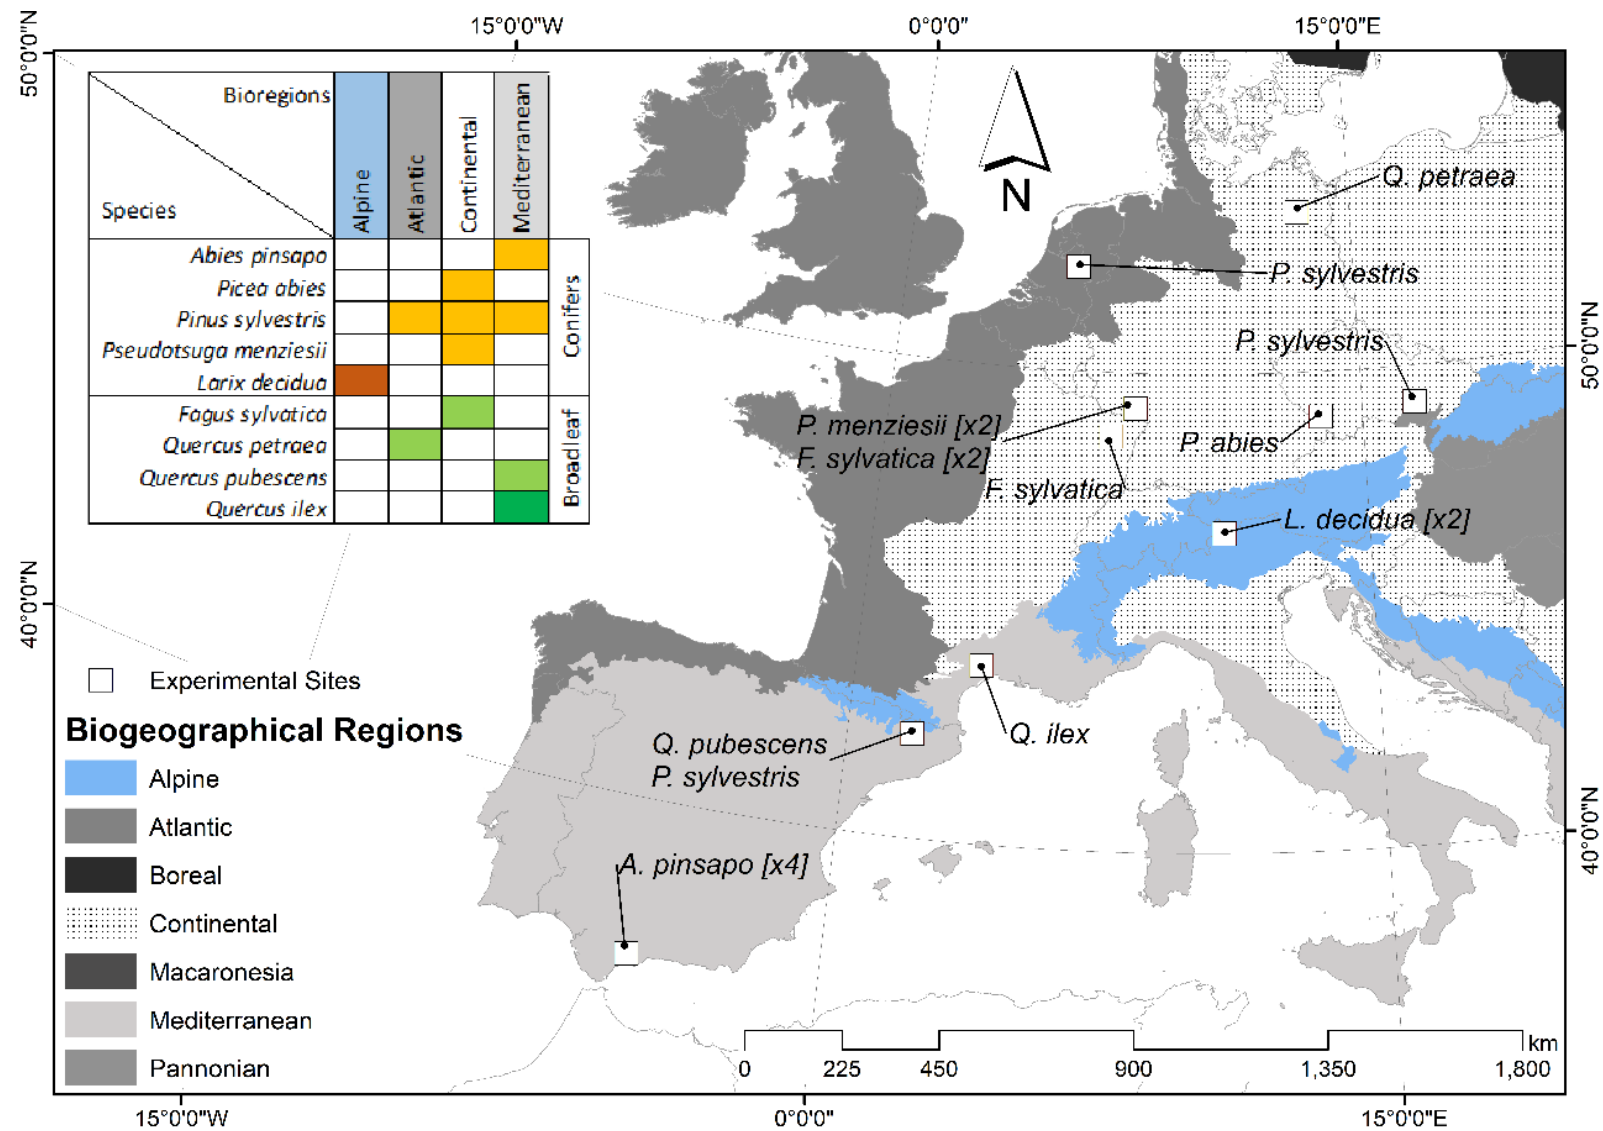 15°0'0"W
0°0'0"
15°0'0"E
50°0'0"N
Bioregions
Species
Alpine
Atlantic
Continental
Mediterranean
Abies pinsapo
Picea abies
Pinus sylvestris
Pseudotsuga menziesii
Larix decidua
Conifers
Fagus sylvatica
Quercus petraea
Quercus pubescens
Quercus ilex
Broadleaf
N
Q. petraea
P. sylvestris
P. sylvestris
50°0'0"N
P. menziesii [x2]
F. sylvatica [x2]
P. abies
F. sylvatica
L. decidua [x2]
40°0'0"N
Experimental Sites
Q. ilex
Q. pubescens
P. sylvestris
A. pinsapo [x4]
40°0'0"N
Biogeographical Regions
Alpine
Atlantic
Boreal
Continental
Macaronesia
Mediterranean
Pannonian
km
0 225 450 900 1,350 1,800
15°0'0"W
0°0'0"
15°0'0"E